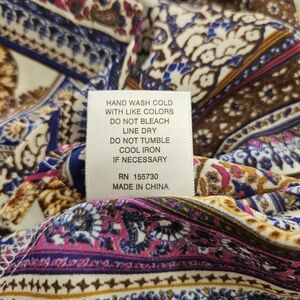 HAND WASH COLD
WITH LIKE COLORS
DO NOT BLEACH
LINE DRY
DO NOT TUMBLE
COOL IRON
IF NECESSARY
RN 155730
MADE IN CHINA